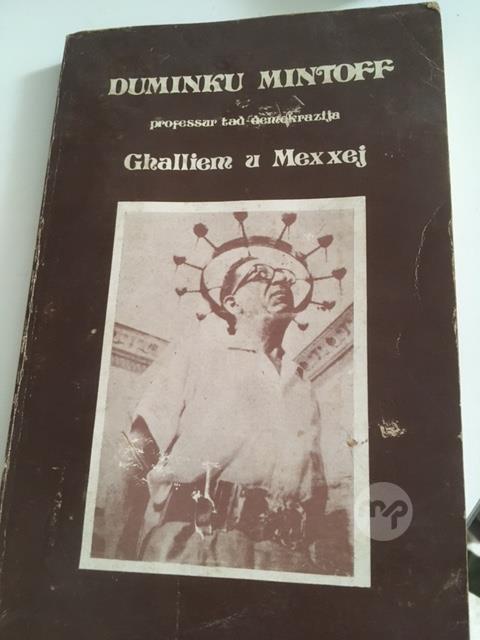 DUMINKU MINTOFF
professur tad-demokrazija
Ghalliem u Mexxej